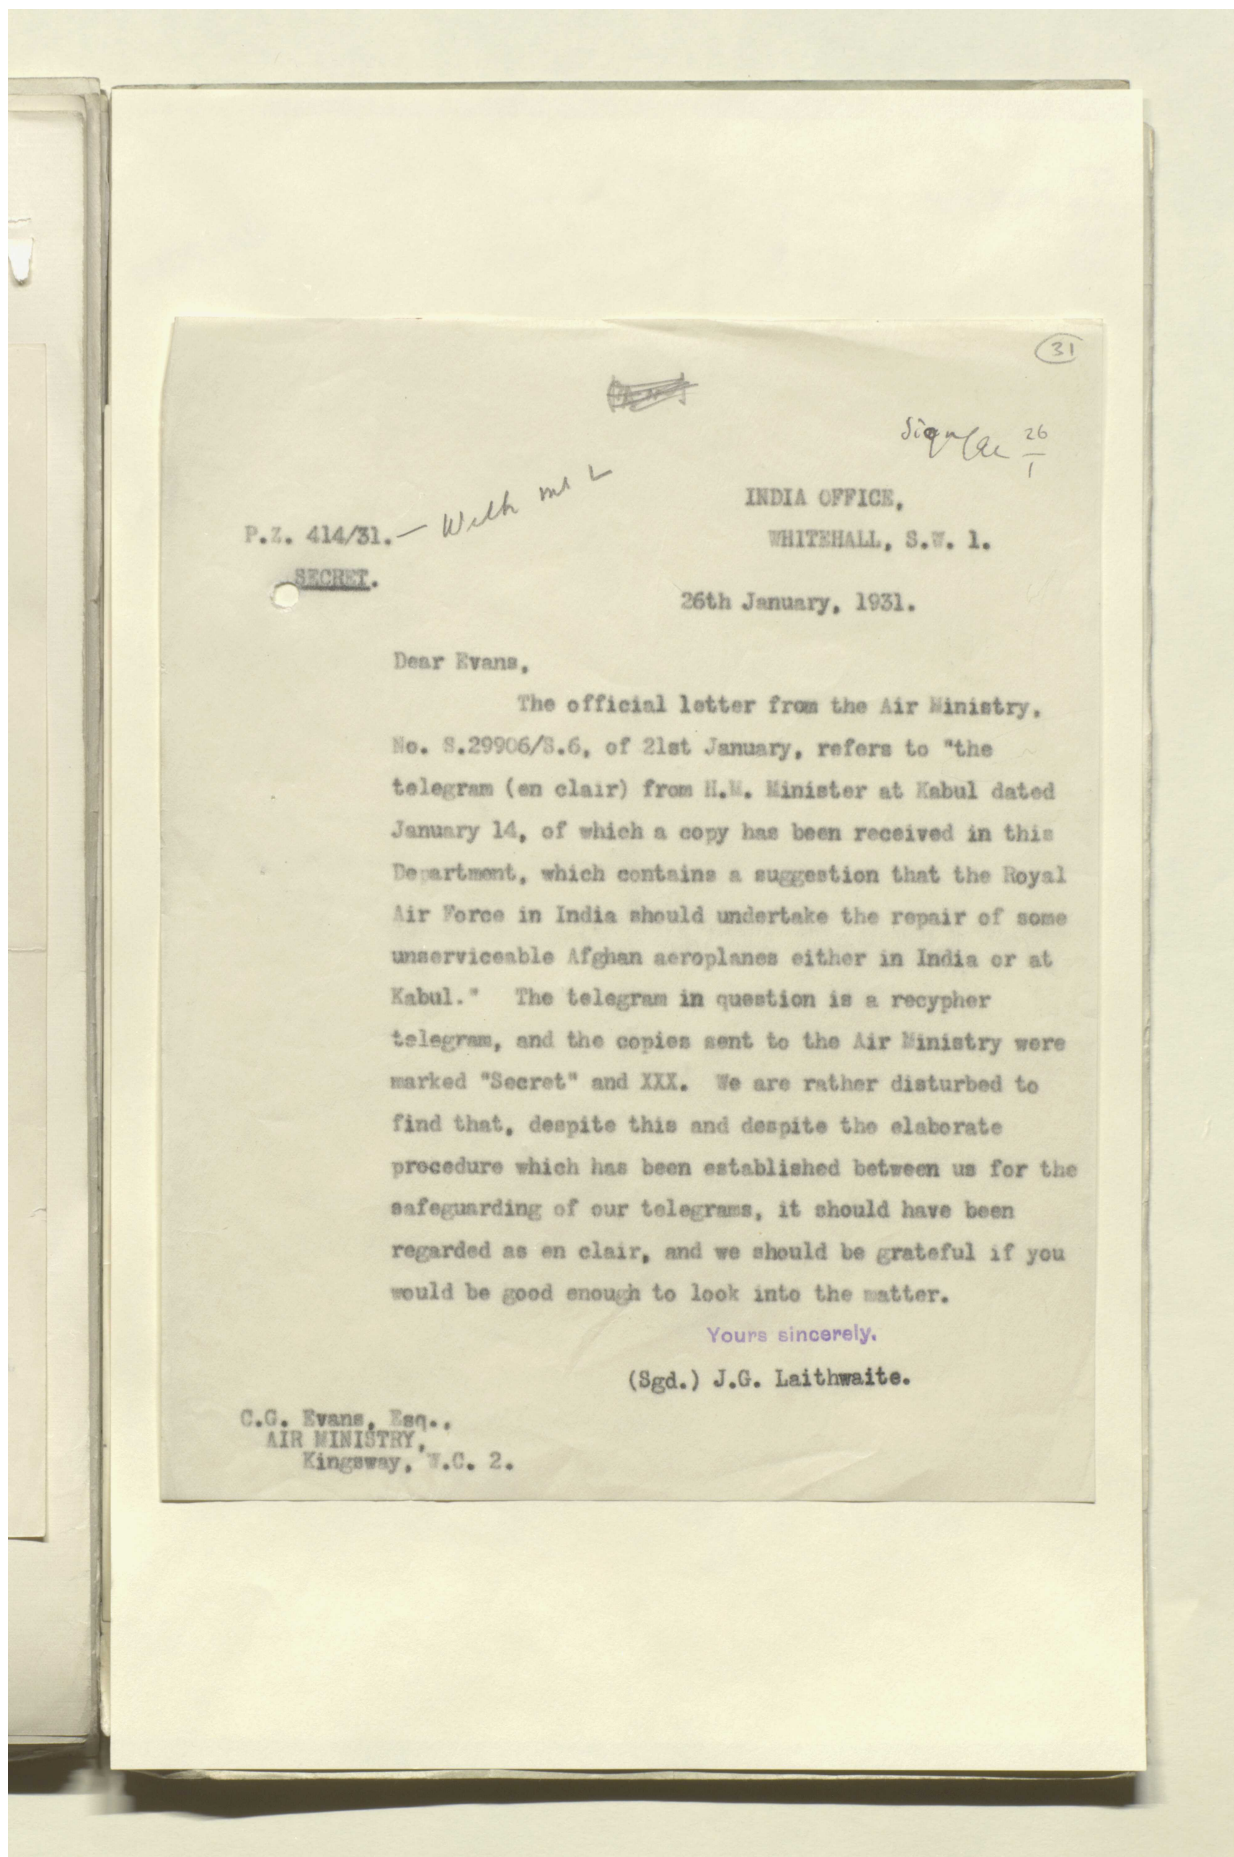 31
26
1
INDIA OFFICE,
P.Z. 414/31. —
WHITEHALL, S.W. 1.
SECRET.
26th January, 1931.
Dear Evans,
The official letter from the Air Ministry,
No. S.29906/S.6, of 21st January, refers to "the
telegram (en clair) from H.M. Minister at Kabul dated
January 14, of which a copy has been received in this
Department, which contains a suggestion that the Royal
Air Force in India should undertake the repair of some
unserviceable Afghan aeroplanes either in India or at
Kabul." The telegram in question is a recypher
telegram, and the copies sent to the Air Ministry were
marked "Secret" and XXX. We are rather disturbed to
find that, despite this and despite the elaborate
procedure which has been established between us for the
safeguarding of our telegrams, it should have been
regarded as en clair, and we should be grateful if you
would be good enough to look into the matter.
Yours sincerely.
(Sgd.) J.G. Laithwaite.
C.G. Evans, Esq.,
AIR MINISTRY,
Kingsway, W.C. 2.